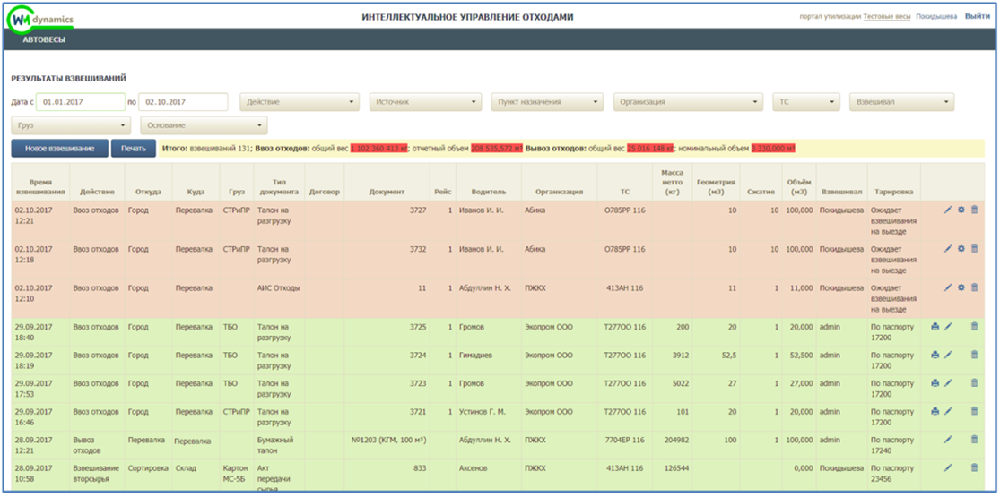 WM dynamics
ИНТЕЛЛЕКТУАЛЬНОЕ УПРАВЛЕНИЕ ОТХОДАМИ
портал утилизации Тестовые весы Покидышева Выйти
АВТОВЕСЫ
РЕЗУЛЬТАТЫ ВЗВЕШИВАНИЙ
Дата с 01.01.2017 по 02.10.2017 Действие Источник Пункт назначения Организация ТС Взвешивал
Груз Основание
Новое взвешивание Печать Итого: взвешиваний 131; Ввоз отходов: общий вес 1 102 360 413 кг; отчетный объем 208 535,572 м³ Вывоз отходов: общий вес 25 016 148 кг; номинальный объем 3 330,000 м³
Время взвешивания Действие Откуда Куда Груз Тип документа Договор Документ Рейс Водитель Организация ТС Масса нетто (кг) Геометрия (м3) Сжатие Объём (м3) Взвешивал Тарировка
02.10.2017 12:21 Ввоз отходов Город Перевалка СТРиПР Талон на разгрузку 3727 1 Иванов И. И. Абика О785РР 116 10 10 100,000 Покидышева Ожидает взвешивания на выезде
02.10.2017 12:18 Ввоз отходов Город Перевалка СТРиПР Талон на разгрузку 3732 1 Иванов И. И. Абика О785РР 116 10 10 100,000 Покидышева Ожидает взвешивания на выезде
02.10.2017 12:10 Ввоз отходов Город Перевалка АИС Отходы 11 1 Абдуллин Н. Х. ПЖКХ 413АН 116 11 1 11,000 Покидышева Ожидает взвешивания на выезде
29.09.2017 18:40 Ввоз отходов Город Перевалка ТБО Талон на разгрузку 3725 1 Громов Экопром ООО Т277ОО 116 200 20 1 20,000 admin По паспорту 17200
29.09.2017 18:19 Ввоз отходов Город Перевалка ТБО Талон на разгрузку 3724 1 Гимадиев Экопром ООО Т277ОО 116 3912 52,5 1 52,500 admin По паспорту 17200
29.09.2017 17:53 Ввоз отходов Город Перевалка ТБО Талон на разгрузку 3723 1 Громов Экопром ООО Т277ОО 116 5022 27 1 27,000 admin По паспорту 17200
29.09.2017 16:46 Ввоз отходов Город Перевалка СТРиПР Талон на разгрузку 3721 1 Устинов Г. М. Экопром ООО Т277ОО 116 101 20 1 20,000 admin По паспорту 17200
28.09.2017 12:21 Вывоз отходов Перевалка Перевалка Бумажный талон №1203 (КГМ, 100 м³) Абдуллин Н. Х. ПЖКХ 7704ЕР 116 204982 100 1 100,000 admin По паспорту 17240
28.09.2017 10:58 Взвешивание вторсырья Сортировка Склад Картон МС-5Б Акт передачи сырья 833 Аксенов ПЖКХ 413АН 116 126544 0,000 Покидышева По паспорту 23456